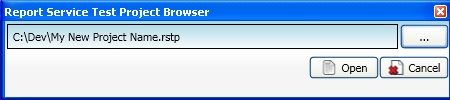 Report Service Test Project Browser
C:\Dev\My New Project Name.rstp
...
Open Cancel